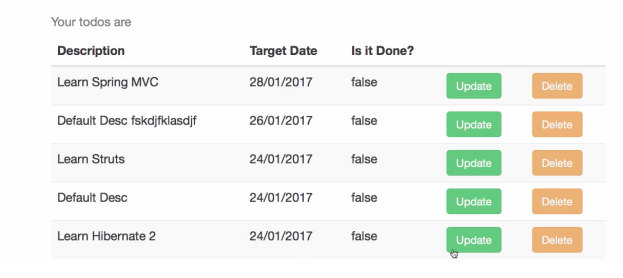 Your todos are
Description Target Date Is it Done?
Learn Spring MVC 28/01/2017 false Update Delete
Default Desc fskdjfklasdjf 26/01/2017 false Update Delete
Learn Struts 24/01/2017 false Update Delete
Default Desc 24/01/2017 false Update Delete
Learn Hibernate 2 24/01/2017 false Update Delete